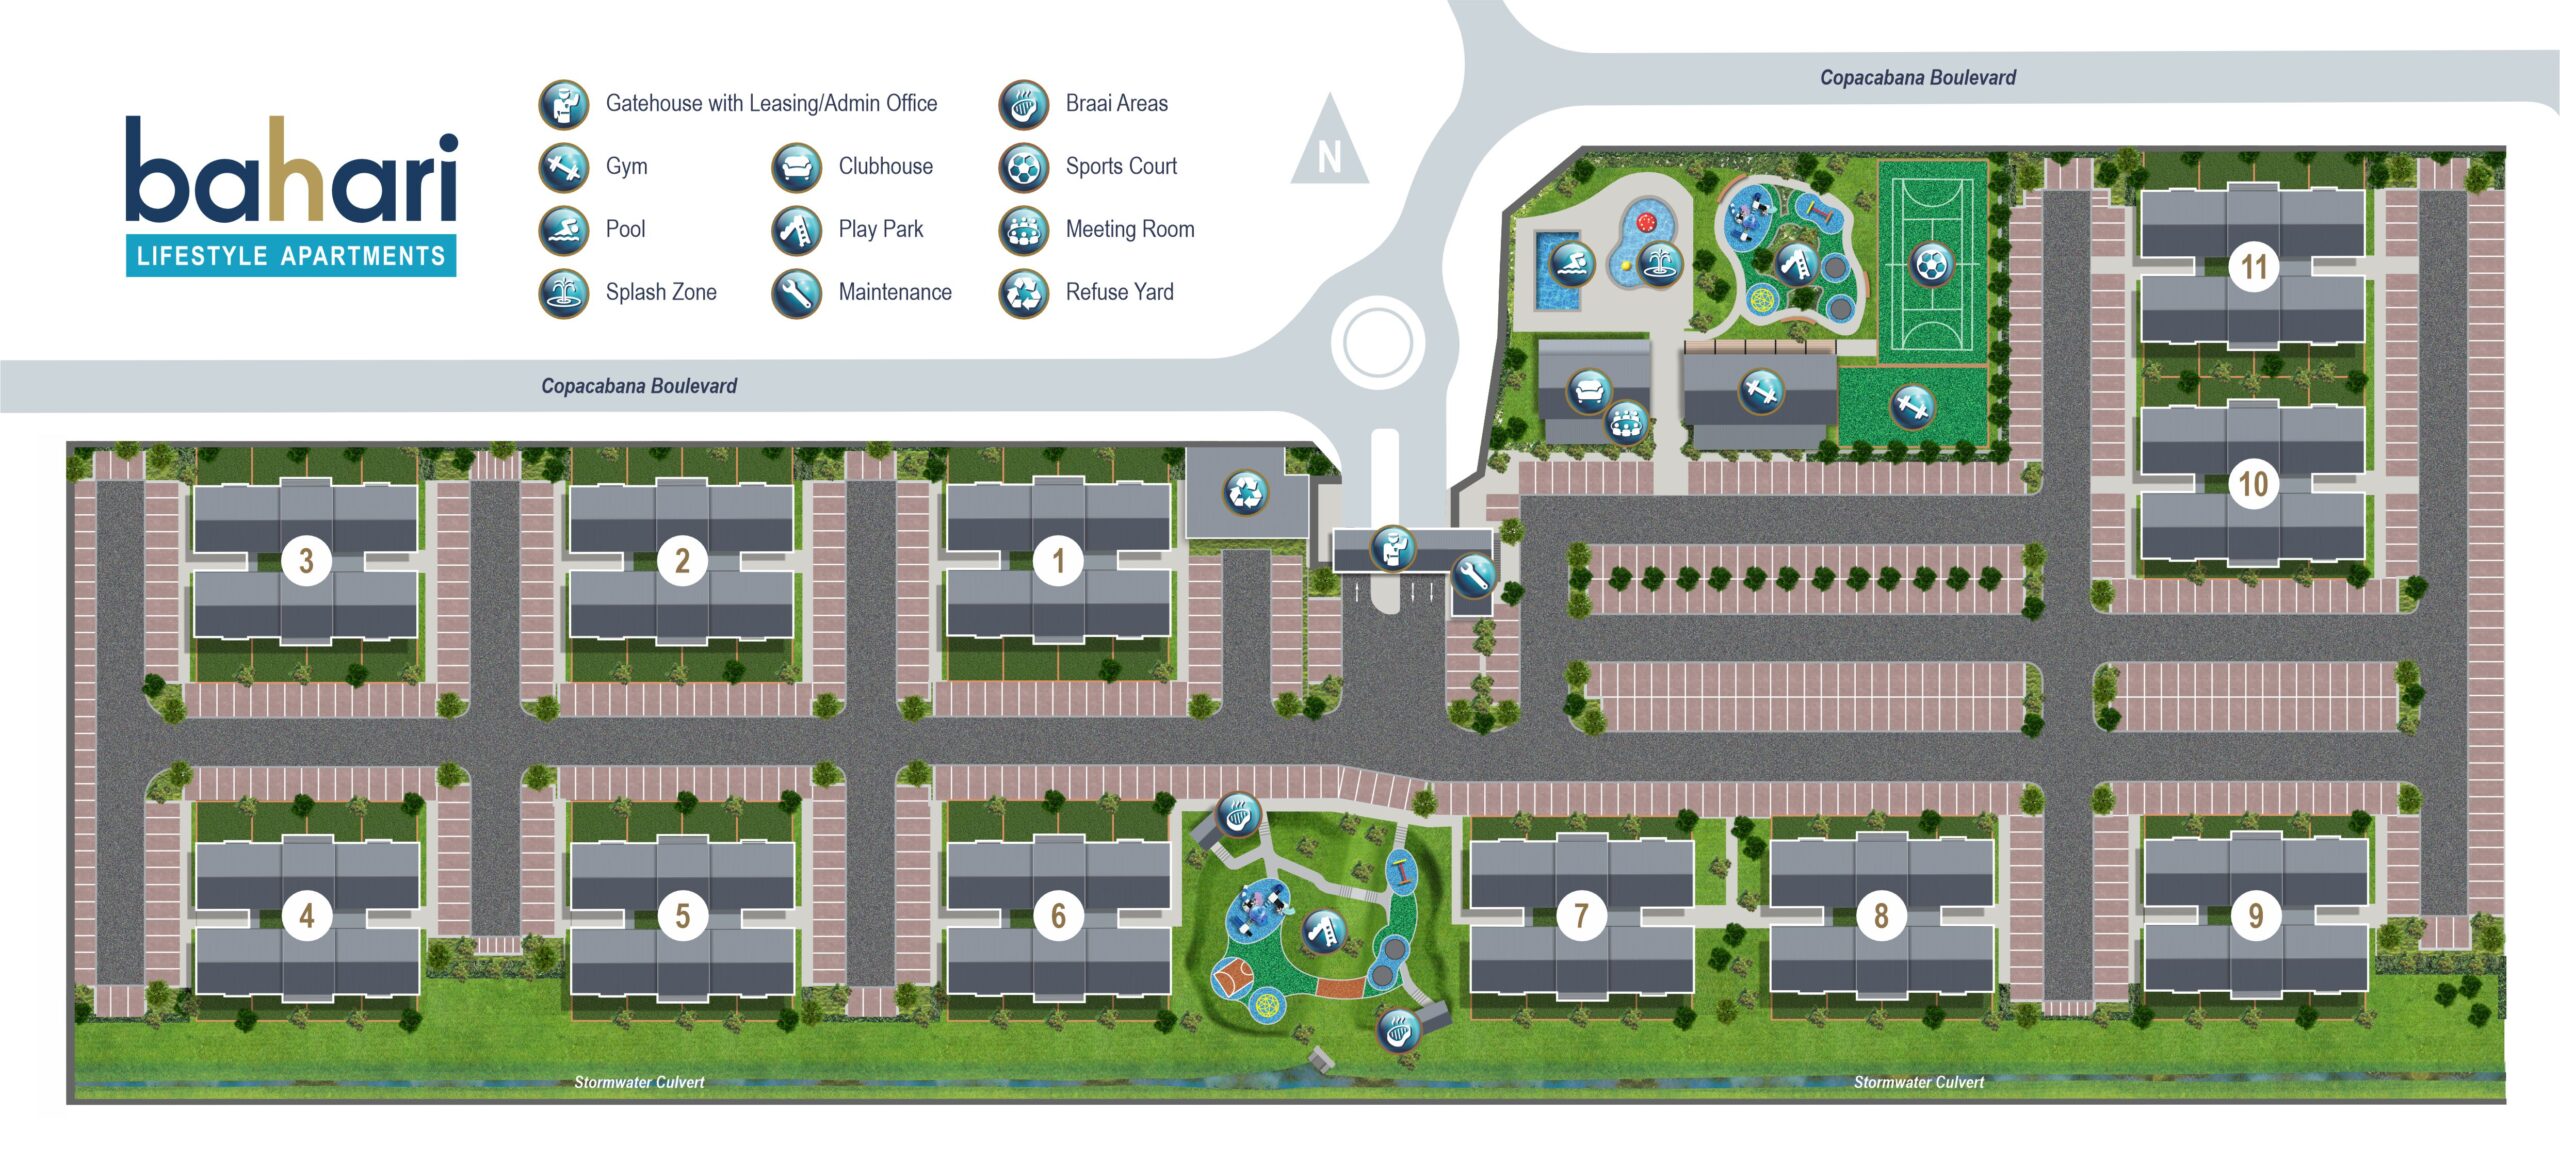 bahari
LIFESTYLE APARTMENTS
Gatehouse with Leasing/Admin Office
Braai Areas
Gym
Clubhouse
Sports Court
Pool
Play Park
Meeting Room
Splash Zone
Maintenance
Refuse Yard
N
Copacabana Boulevard
Copacabana Boulevard
11
10
3
2
1
4
5
6
7
8
9
Stormwater Culvert
Stormwater Culvert